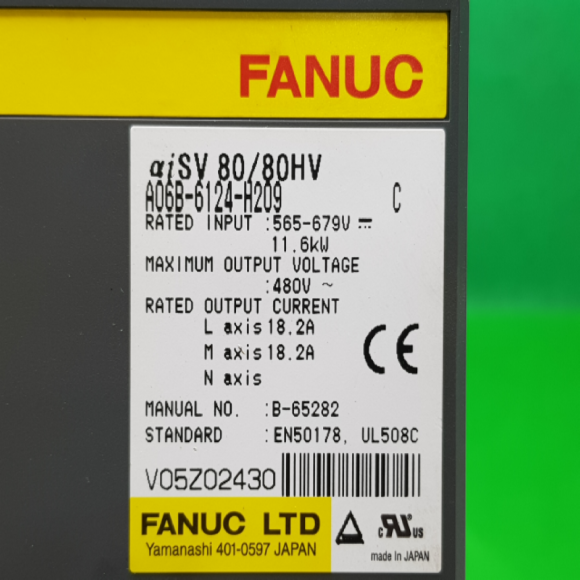 FANUC
αiSV 80/80HV
A06B-6124-H209 C
RATED INPUT :565-679V ⎓
11.6kW
MAXIMUM OUTPUT VOLTAGE
:480V ~
RATED OUTPUT CURRENT
L axis 18.2A
M axis 18.2A
N axis
CE
MANUAL NO. :B-65282
STANDARD :EN50178, UL508C
V05Z02430
FANUC LTD
Yamanashi 401-0597 JAPAN
c RU us
made in JAPAN